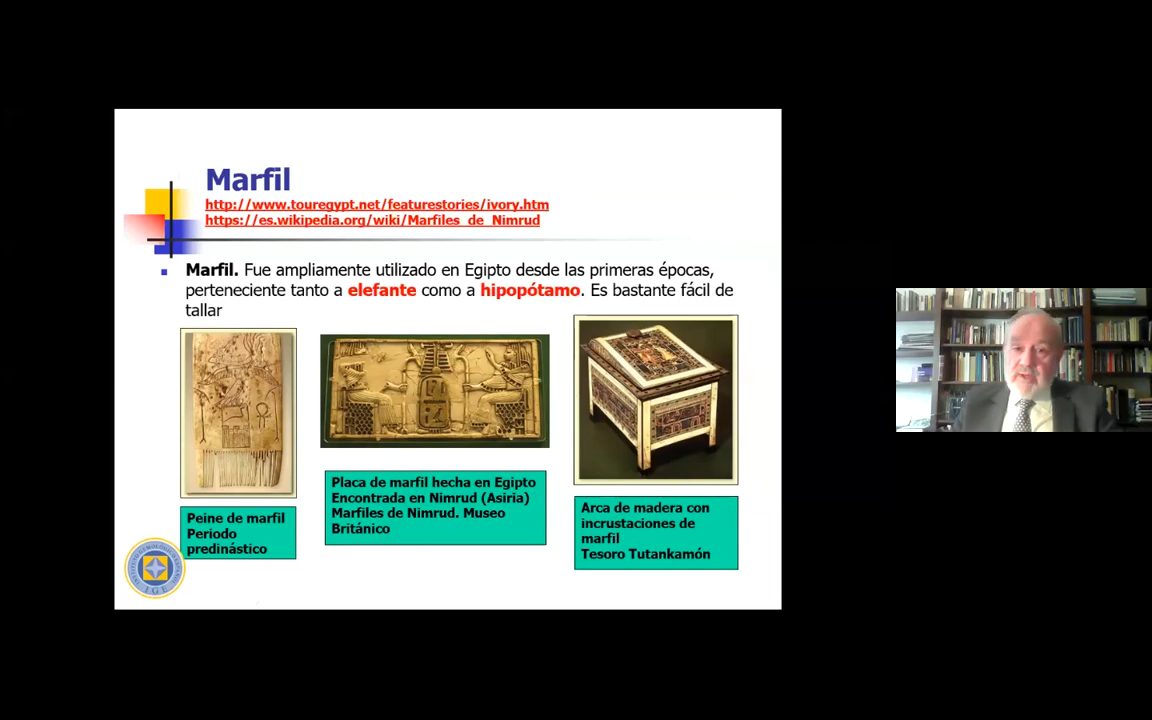 Marfil
http://www.touregypt.net/featurestories/ivory.htm
https://es.wikipedia.org/wiki/Marfiles_de_Nimrud
Marfil. Fue ampliamente utilizado en Egipto desde las primeras épocas,
perteneciente tanto a elefante como a hipopótamo. Es bastante fácil de
tallar
Peine de marfil
Periodo
predinástico
Placa de marfil hecha en Egipto
Encontrada en Nimrud (Asiria)
Marfiles de Nimrud. Museo
Británico
Arca de madera con
incrustaciones de
marfil
Tesoro Tutankamón
INSTITUTO GEMOLÓGICO ESPAÑOL
I G E